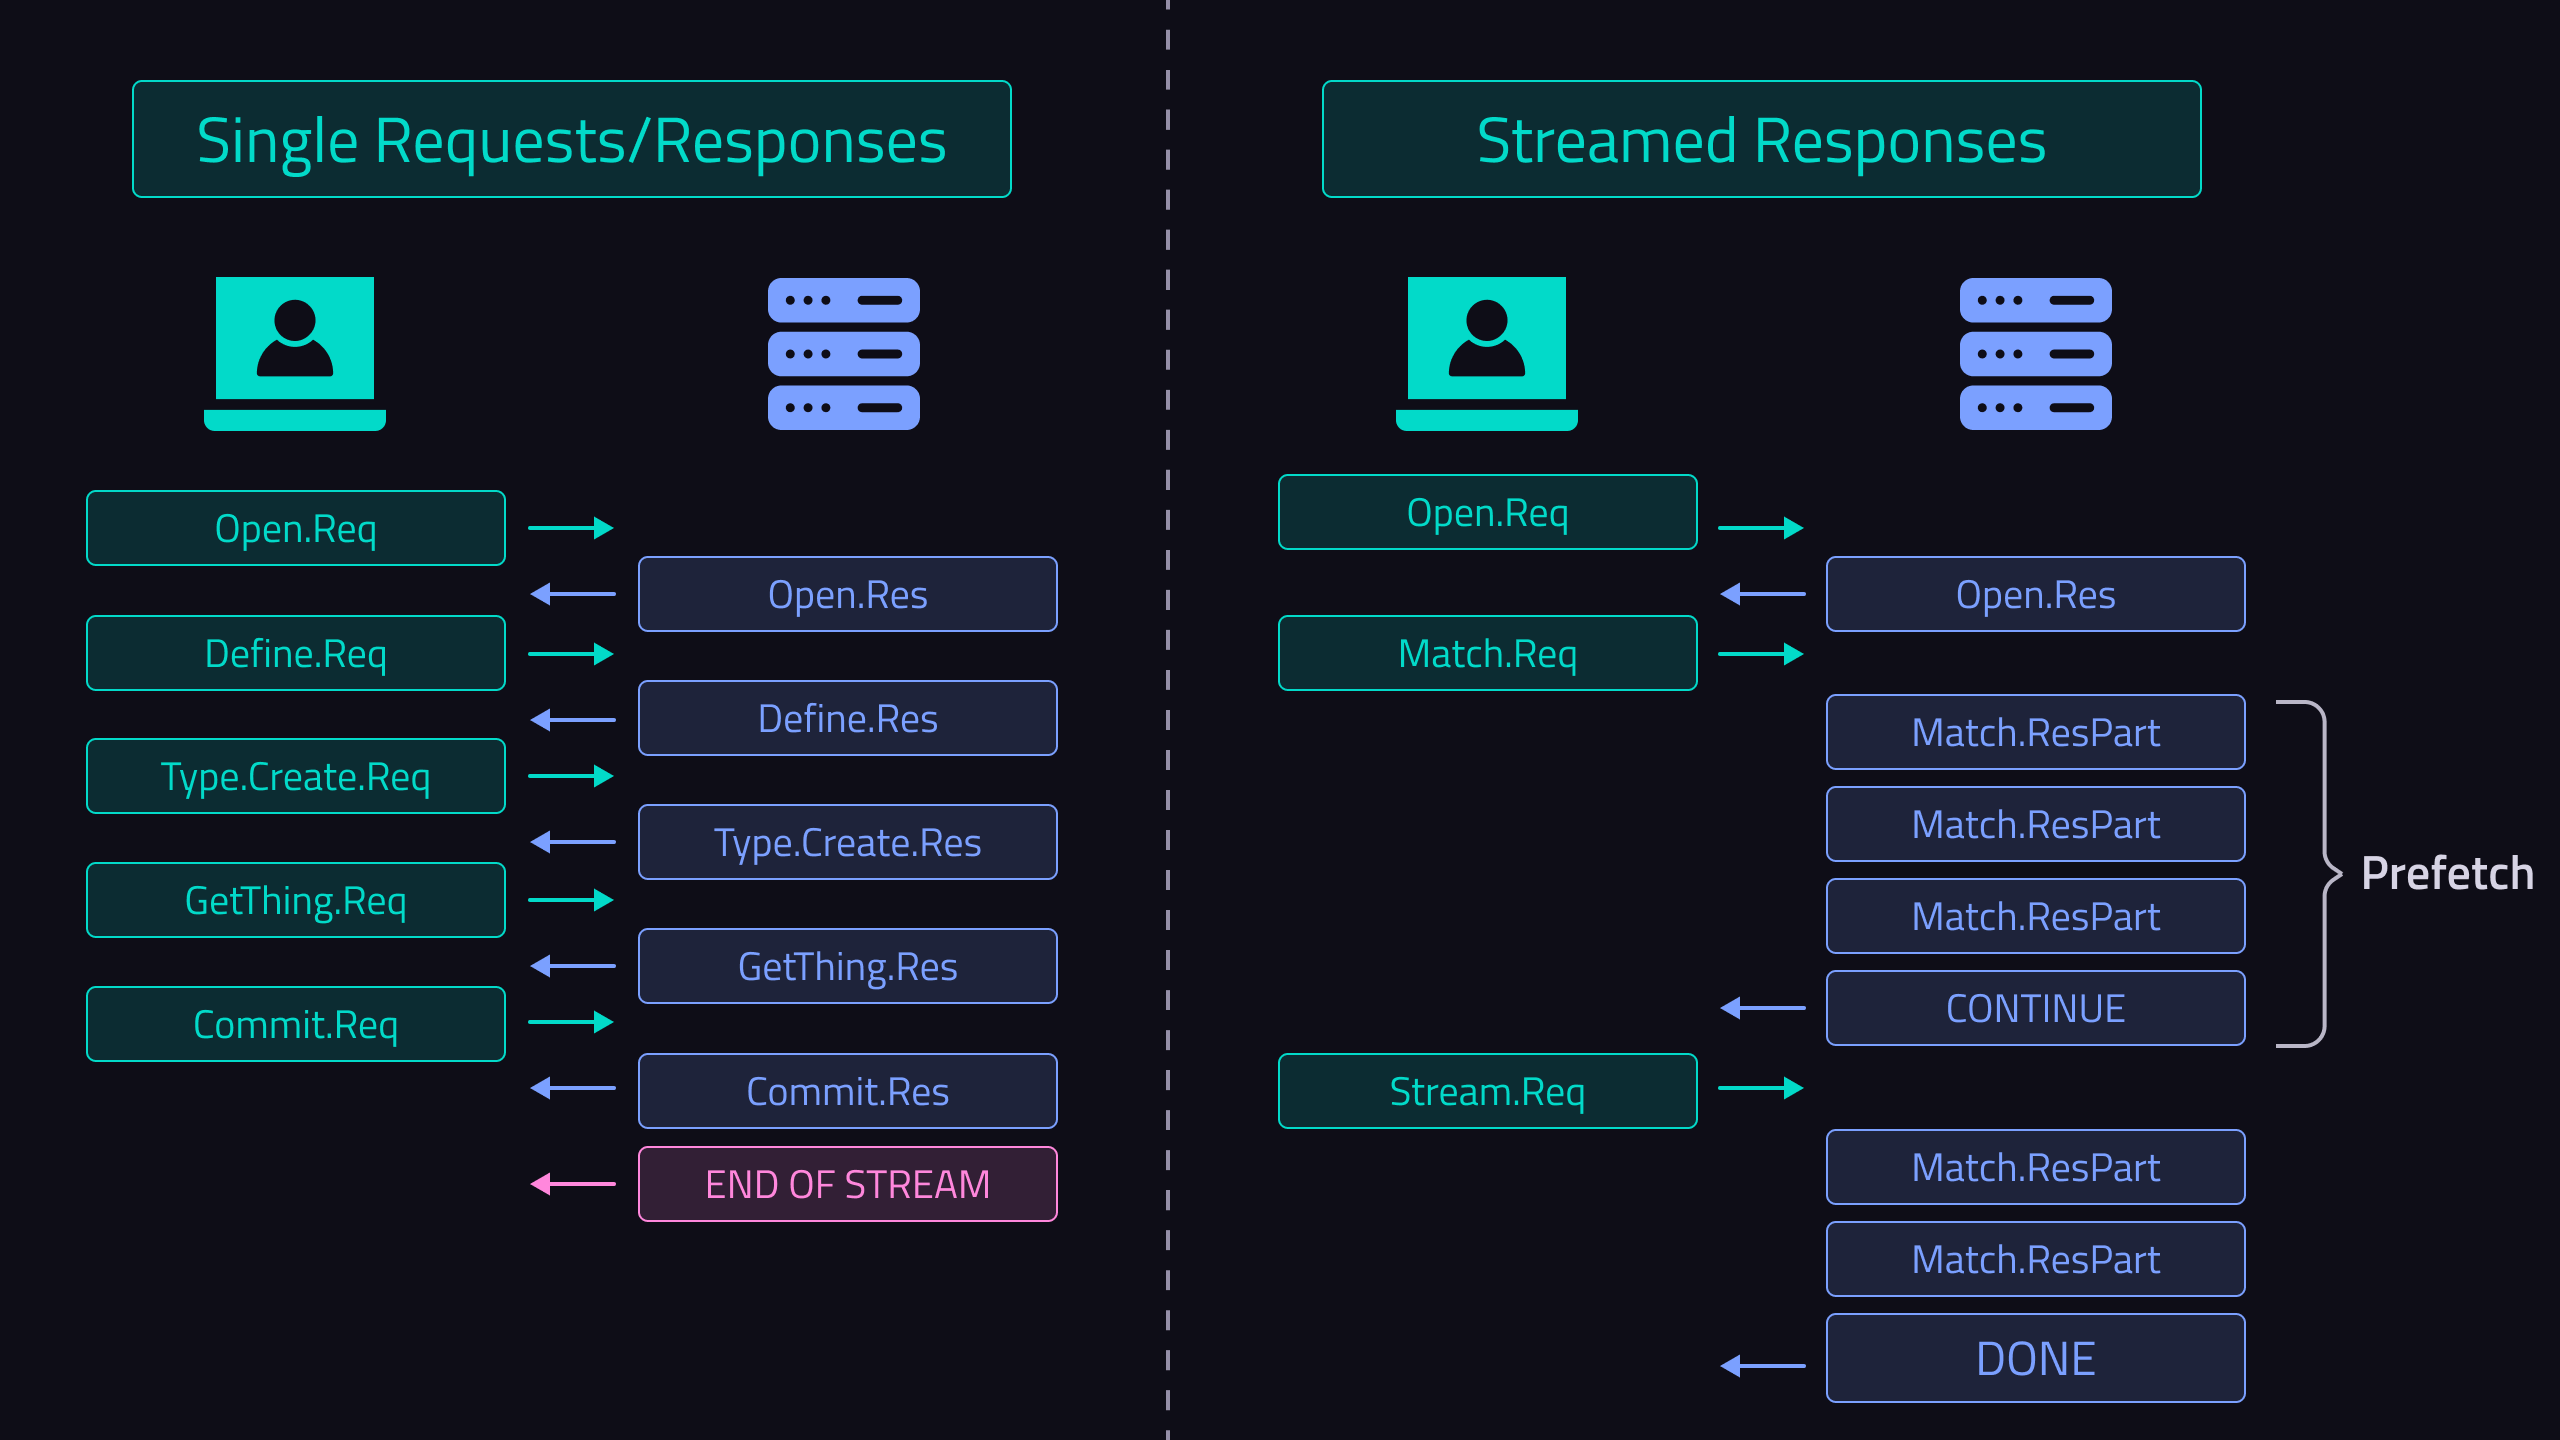 Single Requests/Responses
Open.Req
Open.Res
Define.Req
Define.Res
Type.Create.Req
Type.Create.Res
GetThing.Req
GetThing.Res
Commit.Req
Commit.Res
END OF STREAM
Streamed Responses
Open.Req
Open.Res
Match.Req
Match.ResPart
Match.ResPart
Match.ResPart
CONTINUE
Prefetch
Stream.Req
Match.ResPart
Match.ResPart
DONE